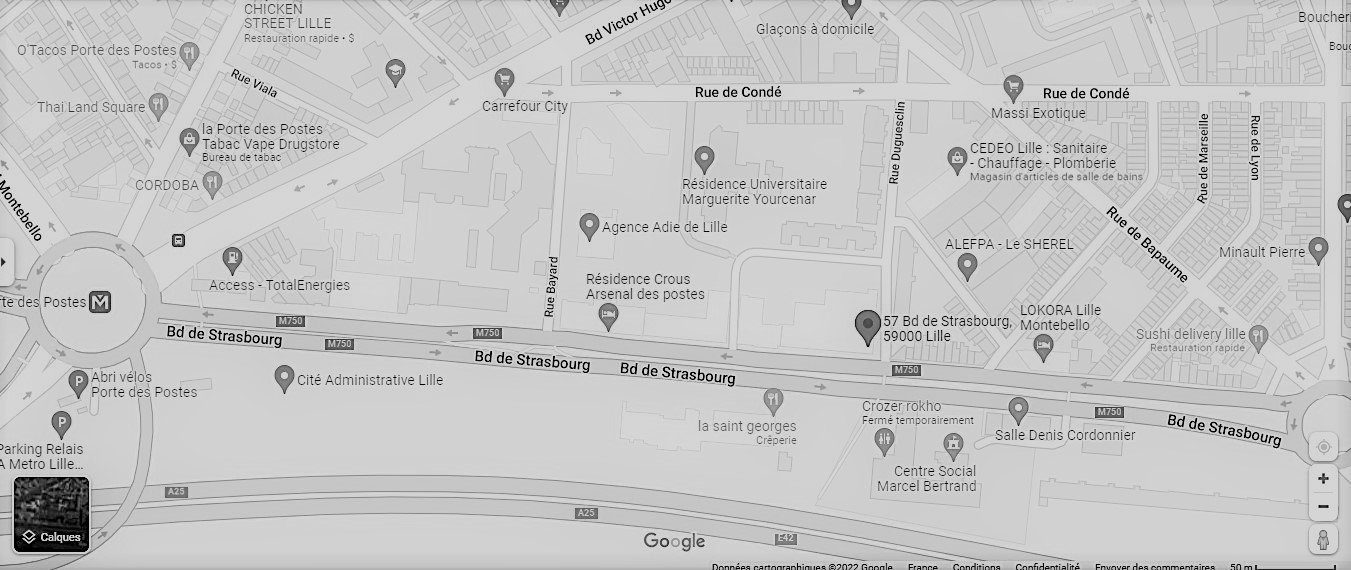 CHICKEN
STREET LILLE
Restauration rapide • $
Bd Victor Hugo
Glaçons à domicile
O'Tacos Porte des Postes
Tacos • $
Rue Viala
Thaï Land Square
Carrefour City
Rue de Condé
Rue de Condé
Massi Exotique
la Porte des Postes
Tabac Vape Drugstore
Bureau de tabac
CORDOBA
Résidence Universitaire
Marguerite Yourcenar
Rue Duguesclin
CEDEO Lille : Sanitaire
- Chauffage - Plomberie
Magasin d'articles de salle de bains
Rue de Marseille
Rue de Lyon
Montebello
Agence Adie de Lille
Rue de Bapaume
ALEFPA - Le SHEREL
Minault Pierre
Access - TotalEnergies
Rue Bayard
Résidence Crous
Arsenal des postes
te des Postes
M
57 Bd de Strasbourg,
59000 Lille
LOKORA Lille
Montebello
Sushi delivery lille
Restauration rapide
M750
M750
M750
Bd de Strasbourg
Bd de Strasbourg
Bd de Strasbourg
M750
M750
Bd de Strasbourg
Abri vélos
Porte des Postes
Cité Administrative Lille
la saint georges
Crêperie
Crozer rokho
Fermé temporairement
Salle Denis Cordonnier
Centre Social
Marcel Bertrand
P
P
Parking Relais
A Metro Lille...
A25
A25
E42
Calques
Google
Données cartographiques ©2022 Google
France
Conditions
Confidentialité
Envoyer des commentaires
50 m